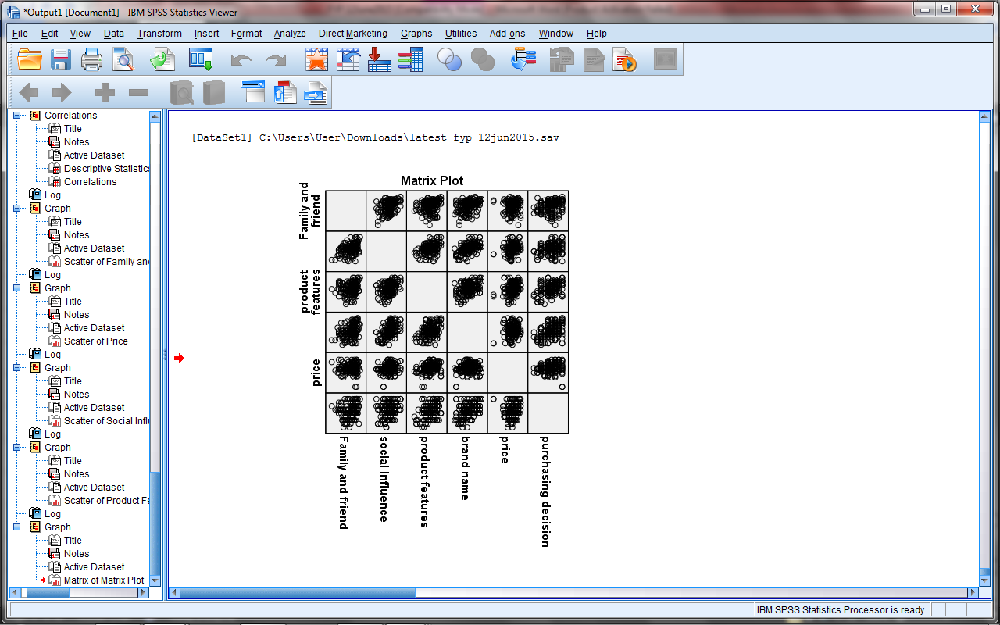 *Output1 [Document1] - IBM SPSS Statistics Viewer
File Edit View Data Transform Insert Format Analyze Direct Marketing Graphs Utilities Add-ons Window Help
Correlations
Title
Notes
Active Dataset
Descriptive Statistics
Correlations
Log
Graph
Title
Notes
Active Dataset
Scatter of Family an
Log
Graph
Title
Notes
Active Dataset
Scatter of Price
Log
Graph
Title
Notes
Active Dataset
Scatter of Social Infl
Log
Graph
Title
Notes
Active Dataset
Scatter of Product Fe
Log
Graph
Title
Notes
Active Dataset
Matrix of Matrix Plot
[DataSet1] C:\Users\User\Downloads\latest fyp 12jun2015.sav
Matrix Plot
Family and
friend
product
features
price
Family and friend
social influence
product features
brand name
price
purchasing decision
IBM SPSS Statistics Processor is ready